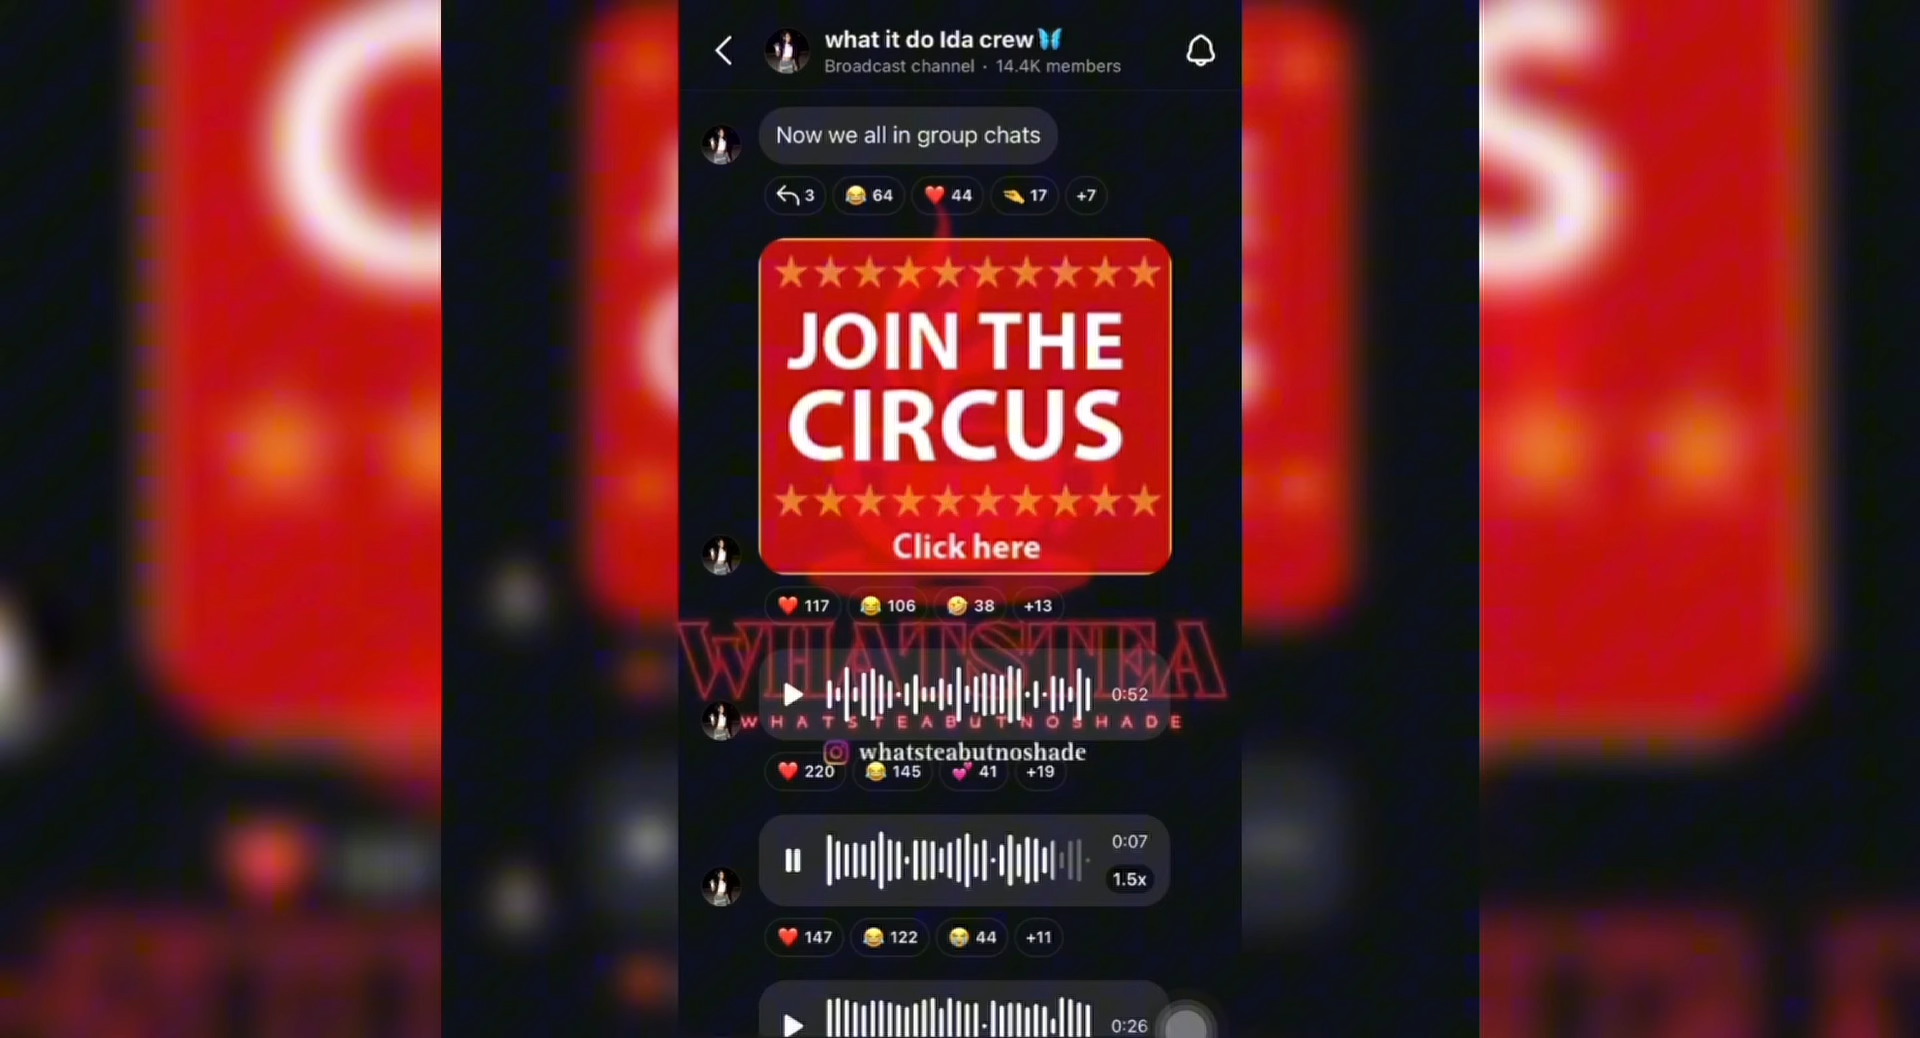 what it do Ida crew🦋
Broadcast channel · 14.4K members
Now we all in group chats
3 😂 64 ❤️ 44 🫴 17 +7
JOIN THE
CIRCUS
Click here
❤️ 117 😂 106 🤣 38 +13
WHATSTEA
0:52
WHATSTEABUTNOSHADE
whatsteabutnoshade
❤️ 220 😂 145 💕 41 +19
0:07
1.5x
❤️ 147 😂 122 😭 44 +11
0:26